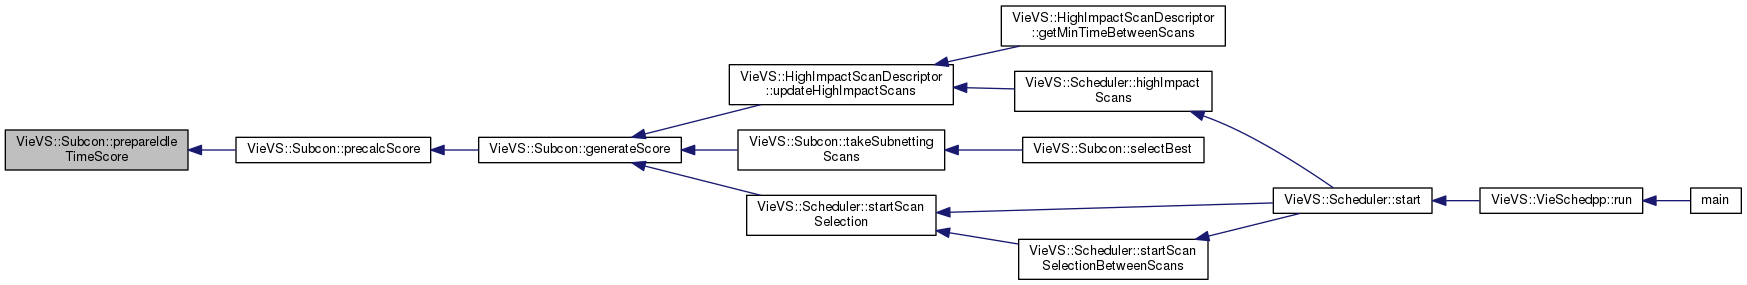 VieVS::Subcon::prepareIdle
TimeScore
VieVS::Subcon::precalcScore
VieVS::Subcon::generateScore
VieVS::HighImpactScanDescriptor
::updateHighImpactScans
VieVS::HighImpactScanDescriptor
::getMinTimeBetweenScans
VieVS::Scheduler::highImpact
Scans
VieVS::Subcon::takeSubnetting
Scans
VieVS::Subcon::selectBest
VieVS::Scheduler::startScan
Selection
VieVS::Scheduler::startScan
SelectionBetweenScans
VieVS::Scheduler::start
VieVS::VieSchedpp::run
main